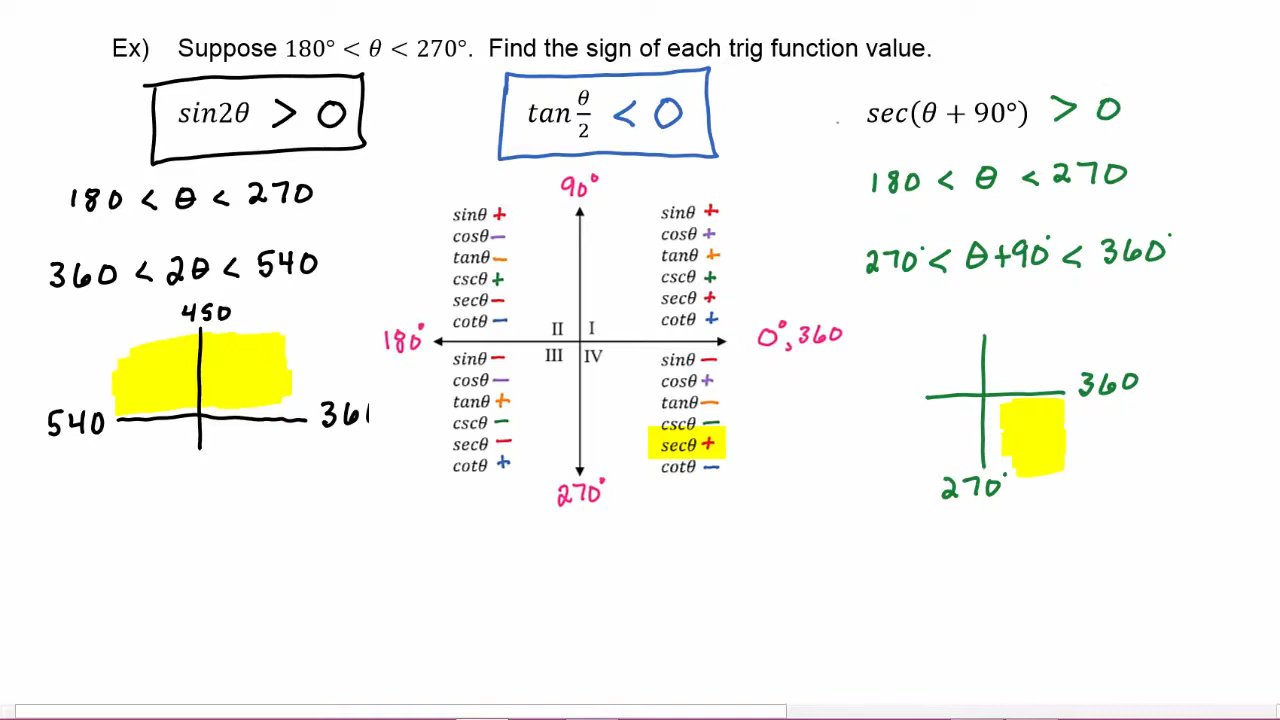 Ex) Suppose 180° < θ < 270°. Find the sign of each trig function value.
sin2θ > 0
tan θ/2 < 0
sec(θ + 90°) > 0
180 < θ < 270
360 < 2θ < 540
450
540
180 < θ < 270
270° < θ+90° < 360°
360
270°
90°
sinθ +
cosθ −
tanθ −
cscθ +
secθ −
cotθ −
sinθ +
cosθ +
tanθ +
cscθ +
secθ +
cotθ +
II I
180°
0°, 360
III IV
sinθ −
cosθ −
tanθ +
cscθ −
secθ −
cotθ +
sinθ −
cosθ +
tanθ −
cscθ −
secθ +
cotθ −
270°